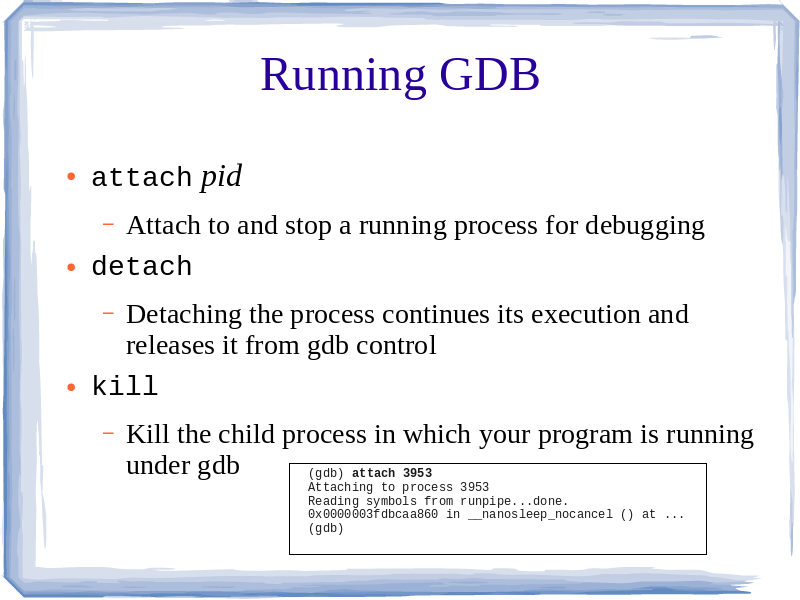 Running GDB
• attach pid
– Attach to and stop a running process for debugging
• detach
– Detaching the process continues its execution and
releases it from gdb control
• kill
– Kill the child process in which your program is running
under gdb
(gdb) attach 3953
Attaching to process 3953
Reading symbols from runpipe...done.
0x0000003fdbcaa860 in __nanosleep_nocancel () at ...
(gdb)